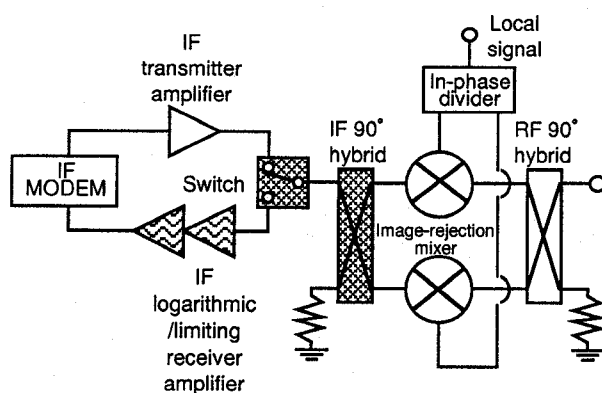 IF
transmitter
amplifier
Local
signal
In-phase
divider
IF 90°
hybrid
RF 90°
hybrid
IF
MODEM
Switch
Image-rejection
mixer
IF
logarithmic
/limiting
receiver
amplifier